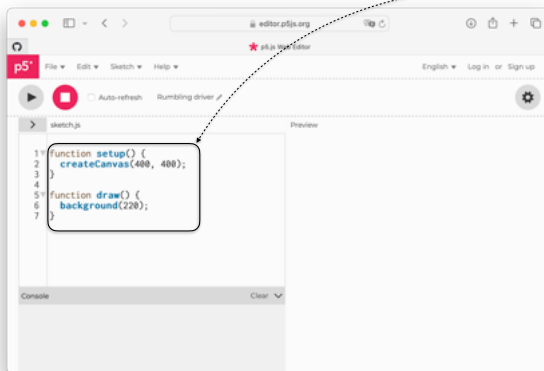 editor.p5js.org
p5.js Web Editor
p5* File Edit Sketch Help English Log in or Sign up
Auto-refresh Rumbling driver
sketch.js Preview
1 function setup() {
2 createCanvas(400, 400);
3 }
4
5 function draw() {
6 background(220);
7 }
Console Clear